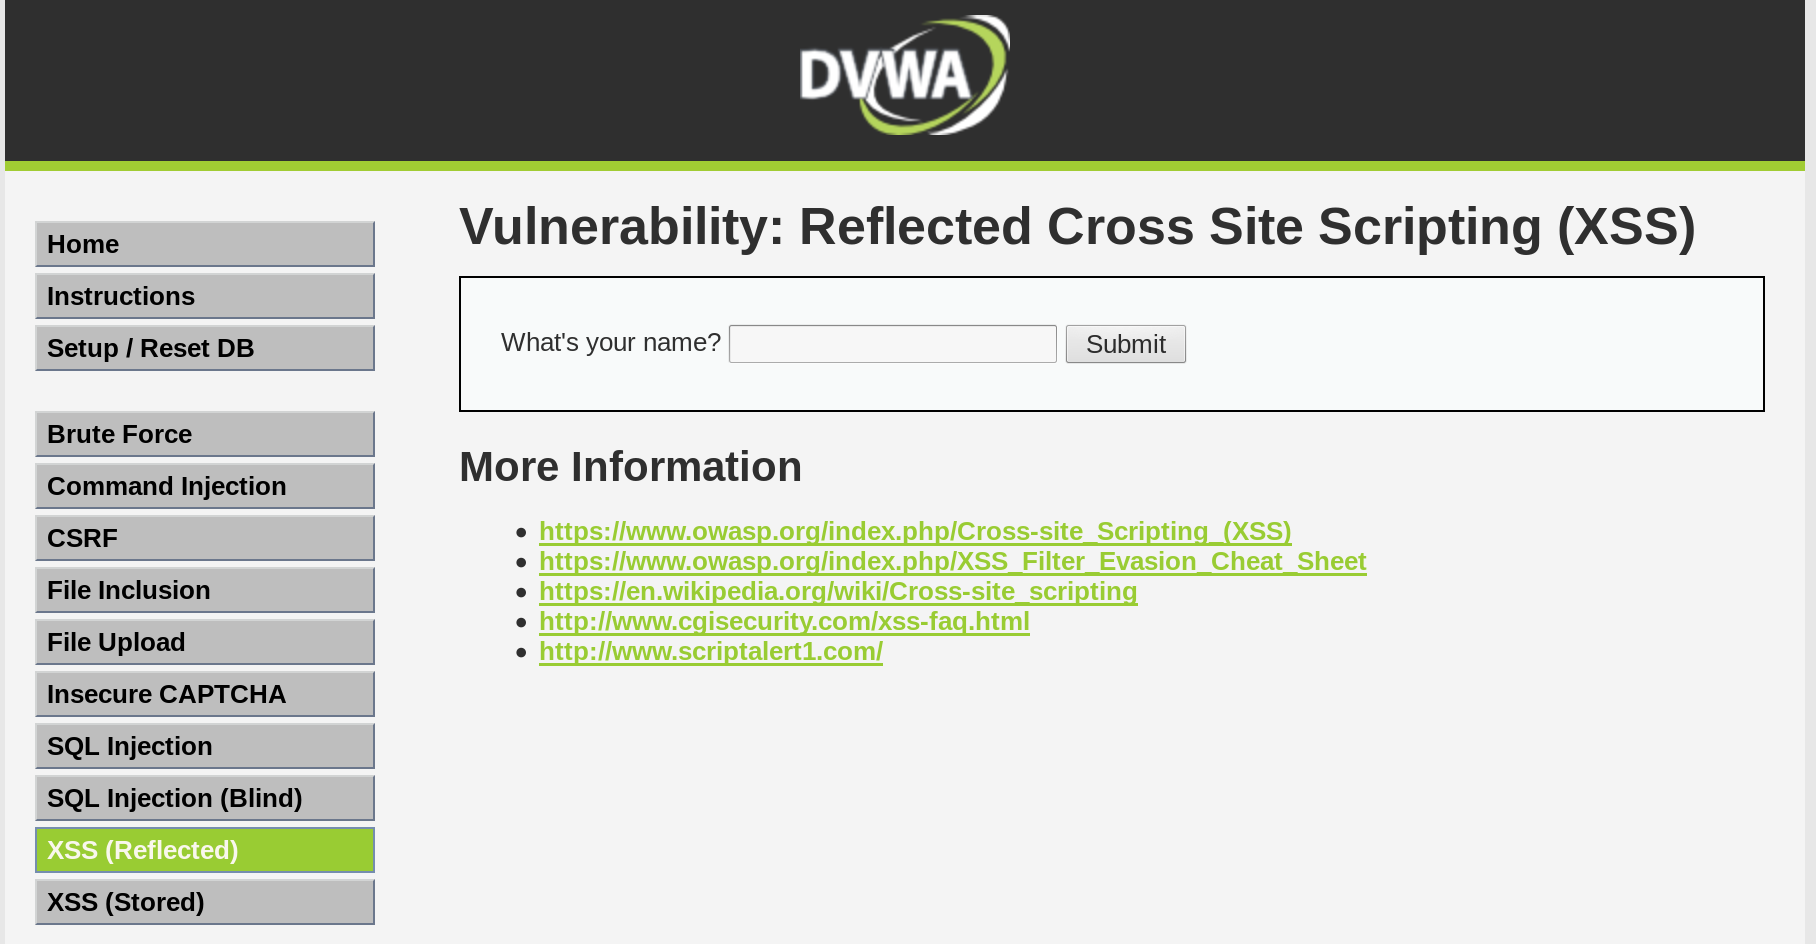 DVWA
Home
Instructions
Setup / Reset DB
Brute Force
Command Injection
CSRF
File Inclusion
File Upload
Insecure CAPTCHA
SQL Injection
SQL Injection (Blind)
XSS (Reflected)
XSS (Stored)
Vulnerability: Reflected Cross Site Scripting (XSS)
What's your name? Submit
More Information
https://www.owasp.org/index.php/Cross-site_Scripting_(XSS)
https://www.owasp.org/index.php/XSS_Filter_Evasion_Cheat_Sheet
https://en.wikipedia.org/wiki/Cross-site_scripting
http://www.cgisecurity.com/xss-faq.html
http://www.scriptalert1.com/